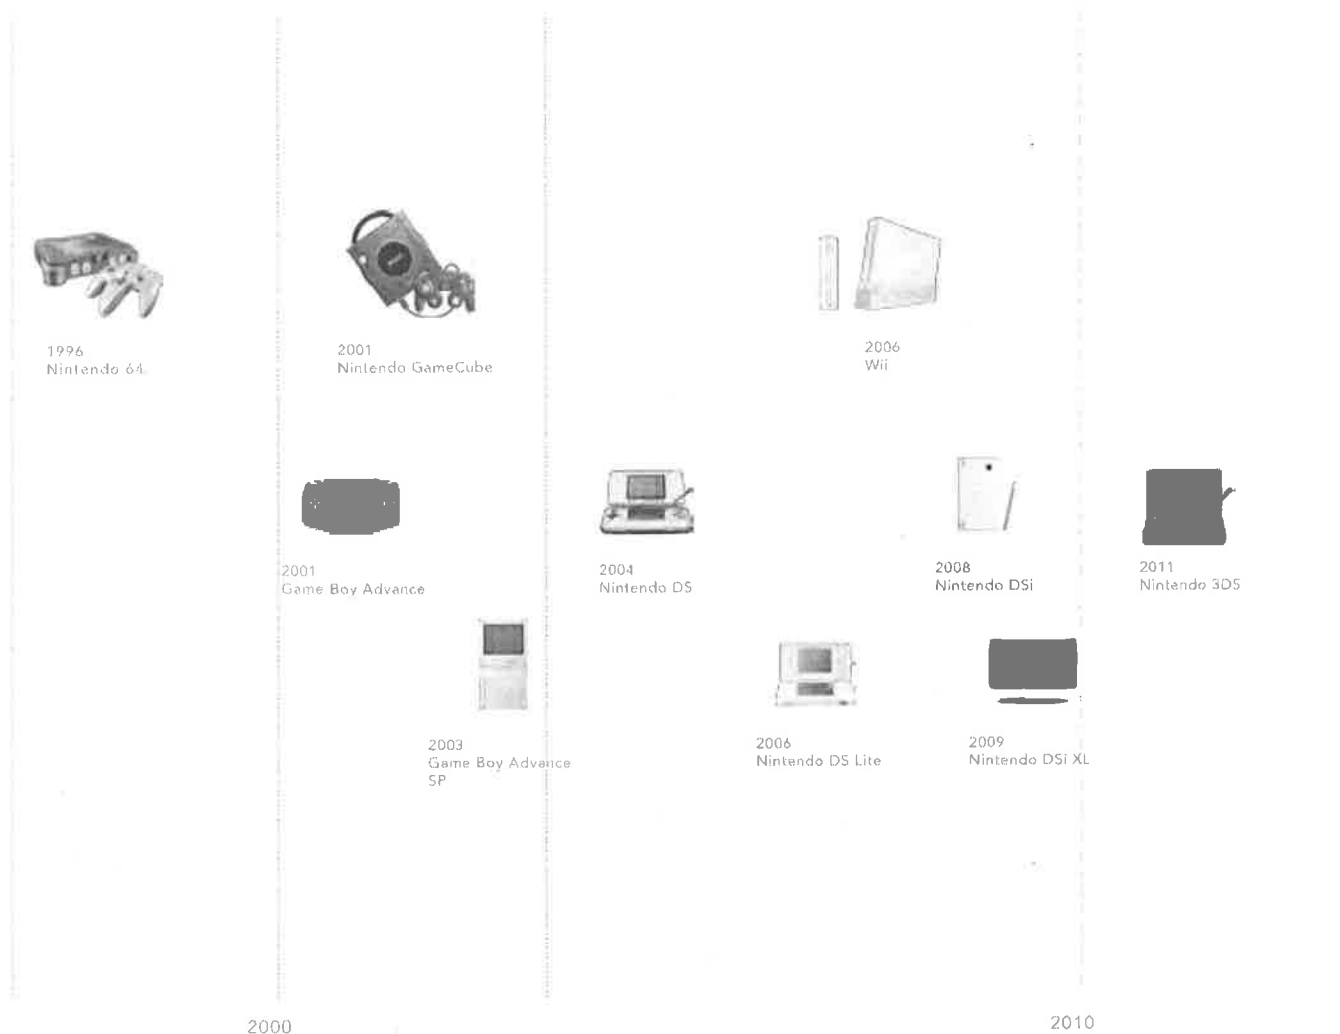 1996
Nintendo 64
2001
Nintendo GameCube
2006
Wii
2001
Game Boy Advance
2004
Nintendo DS
2008
Nintendo DSi
2011
Nintendo 3DS
2003
Game Boy Advance
SP
2006
Nintendo DS Lite
2009
Nintendo DSi XL
2000
2010